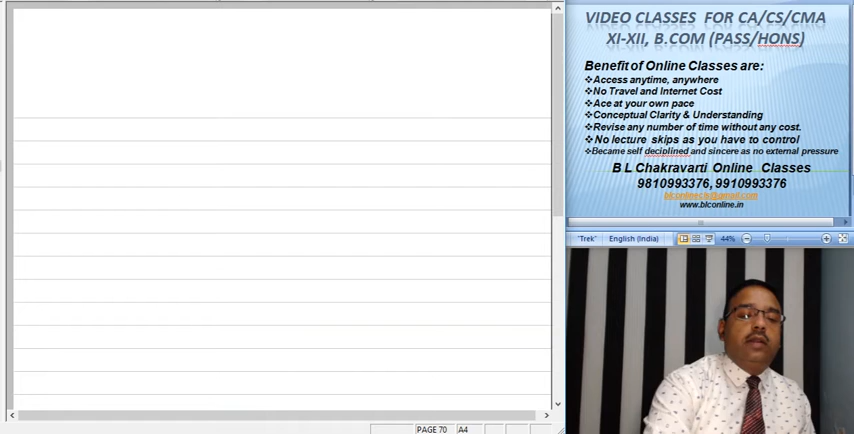 VIDEO CLASSES FOR CA/CS/CMA
XI-XII, B.COM (PASS/HONS)
Benefit of Online Classes are:
❖Access anytime, anywhere
❖No Travel and Internet Cost
❖Ace at your own pace
❖Conceptual Clarity & Understanding
❖Revise any number of time without any cost.
❖No lecture skips as you have to control
❖Became self deciplined and sincere as no external pressure
B L Chakravarti Online Classes
9810993376, 9910993376
www.blconline.in
"Trek" English (India) 44%
PAGE 70 A4